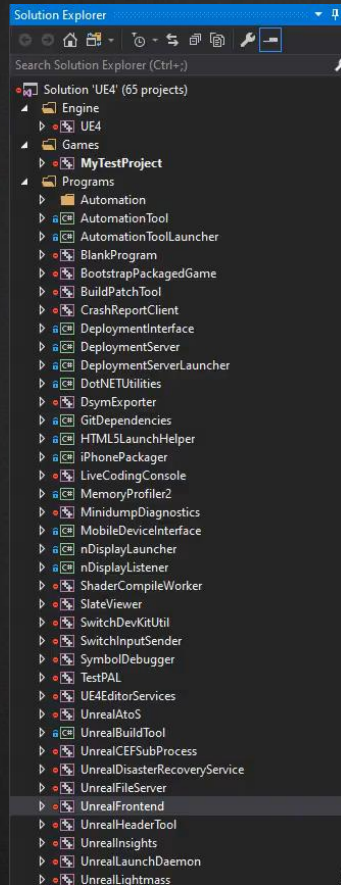 Solution Explorer
Search Solution Explorer (Ctrl+;)
Solution 'UE4' (65 projects)
Engine
UE4
Games
MyTestProject
Programs
Automation
C# AutomationTool
C# AutomationToolLauncher
BlankProgram
BootstrapPackagedGame
BuildPatchTool
CrashReportClient
C# DeploymentInterface
C# DeploymentServer
C# DeploymentServerLauncher
C# DotNETUtilities
DsymExporter
C# GitDependencies
C# HTML5LaunchHelper
C# iPhonePackager
LiveCodingConsole
C# MemoryProfiler2
MinidumpDiagnostics
C# MobileDeviceInterface
C# nDisplayLauncher
C# nDisplayListener
ShaderCompileWorker
SlateViewer
SwitchDevKitUtil
SwitchInputSender
SymbolDebugger
TestPAL
UE4EditorServices
UnrealAtoS
C# UnrealBuildTool
UnrealCEFSubProcess
UnrealDisasterRecoveryService
UnrealFileServer
UnrealFrontend
UnrealHeaderTool
UnrealInsights
UnrealLaunchDaemon
UnrealLightmass